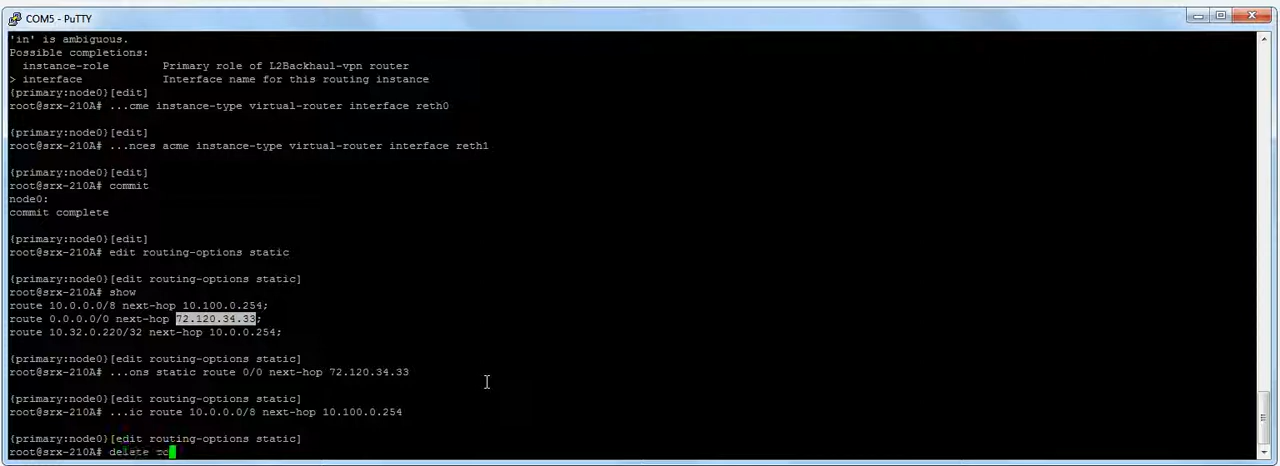 COM5 - PuTTY
'in' is ambiguous.
Possible completions:
instance-role Primary role of L2Backhaul-vpn router
> interface Interface name for this routing instance
{primary:node0}[edit]
root@srx-210A# ...cme instance-type virtual-router interface reth0
{primary:node0}[edit]
root@srx-210A# ...nces acme instance-type virtual-router interface reth1
{primary:node0}[edit]
root@srx-210A# commit
node0:
commit complete
{primary:node0}[edit]
root@srx-210A# edit routing-options static
{primary:node0}[edit routing-options static]
root@srx-210A# show
route 10.0.0.0/8 next-hop 10.100.0.254;
route 0.0.0.0/0 next-hop 72.120.34.33;
route 10.32.0.220/32 next-hop 10.0.0.254;
{primary:node0}[edit routing-options static]
root@srx-210A# ...ons static route 0/0 next-hop 72.120.34.33
{primary:node0}[edit routing-options static]
root@srx-210A# ...ic route 10.0.0.0/8 next-hop 10.100.0.254
{primary:node0}[edit routing-options static]
root@srx-210A# delete